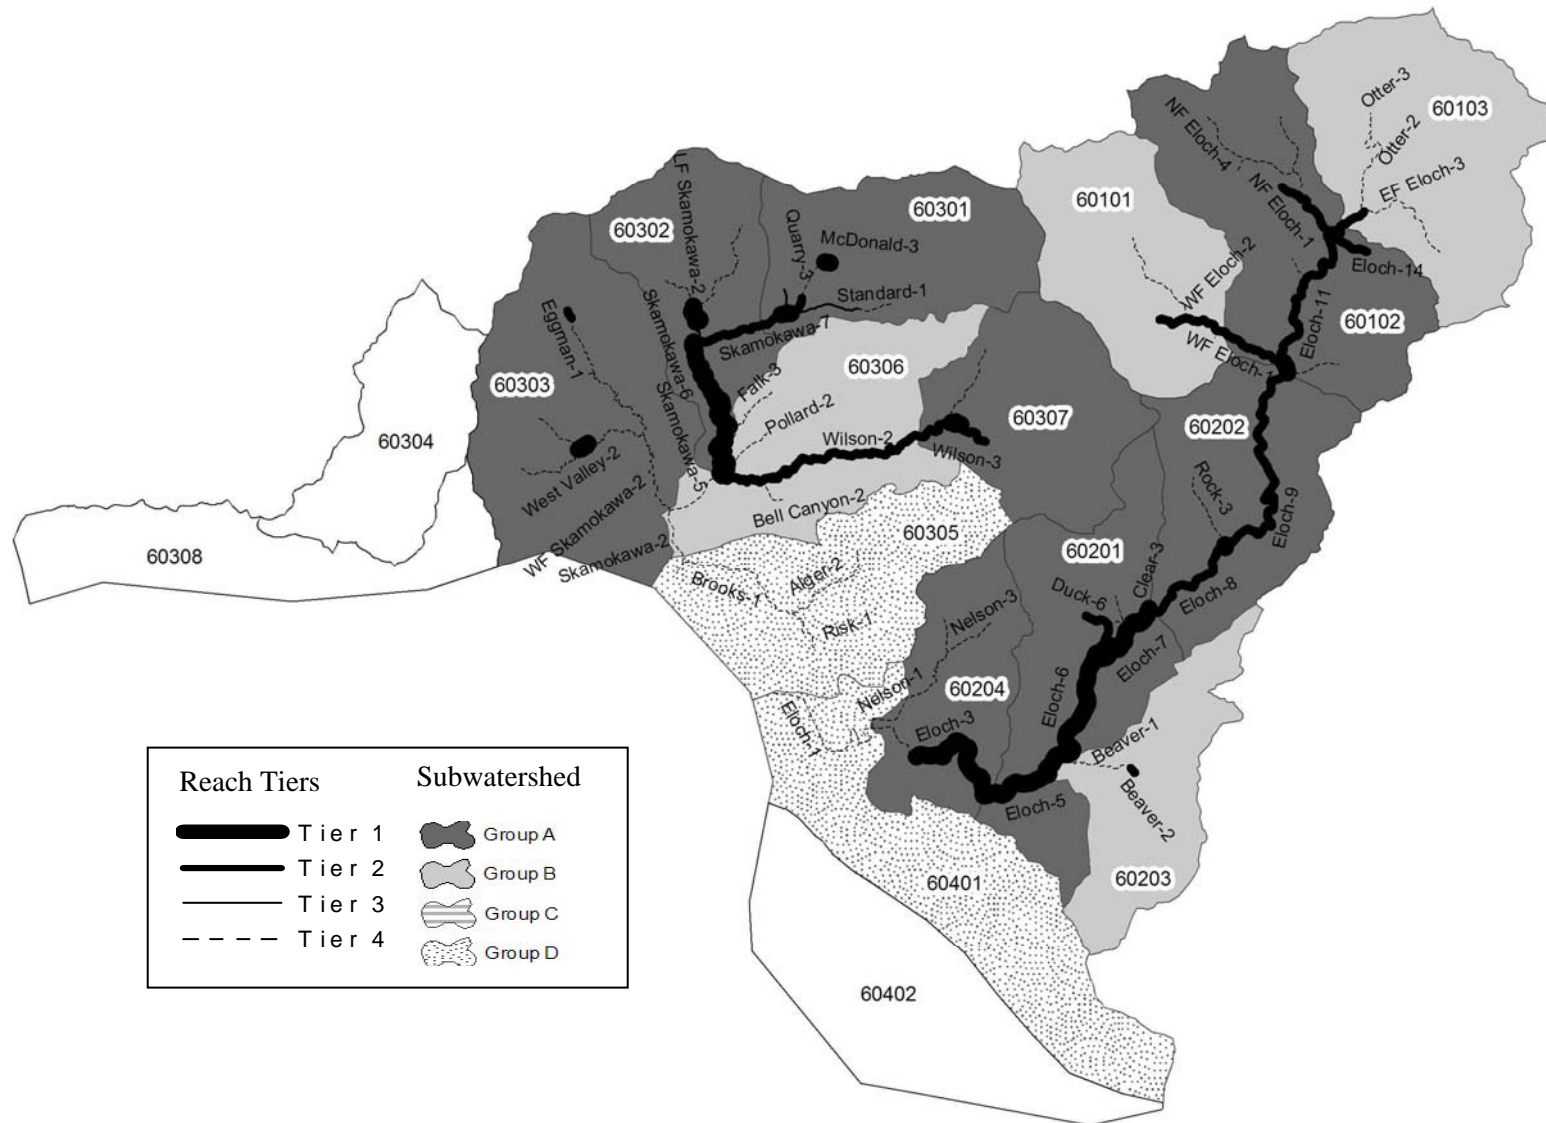 Otter-3
60103
NF Eloch-4
Otter-2
EF Eloch-3
60101
NF Eloch-1
LF Skamokawa-2
60301
60302
Quarry-3
McDonald-3
WF Eloch-2
Eloch-14
Standard-1
Eloch-11
60102
Eggman-1
Skamokawa-6
Skamokawa-7
WF Eloch-1
60303
Falk-3
60306
60307
60304
Pollard-2
60202
Skamokawa-5
Wilson-2
Wilson-3
West Valley-2
Rock-3
Eloch-9
WF Skamokawa-2
Bell Canyon-2
60305
60308
Skamokawa-2
60201
Clear-3
Brooks-1
Alger-2
Duck-6
Eloch-8
Risk-1
Nelson-3
Eloch-7
Eloch-6
Nelson-1
60204
Eloch-1
Eloch-3
Beaver-1
Beaver-2
Eloch-5
60203
60401
60402
Reach Tiers
Tier 1
Tier 2
Tier 3
Tier 4
Subwatershed
Group A
Group B
Group C
Group D